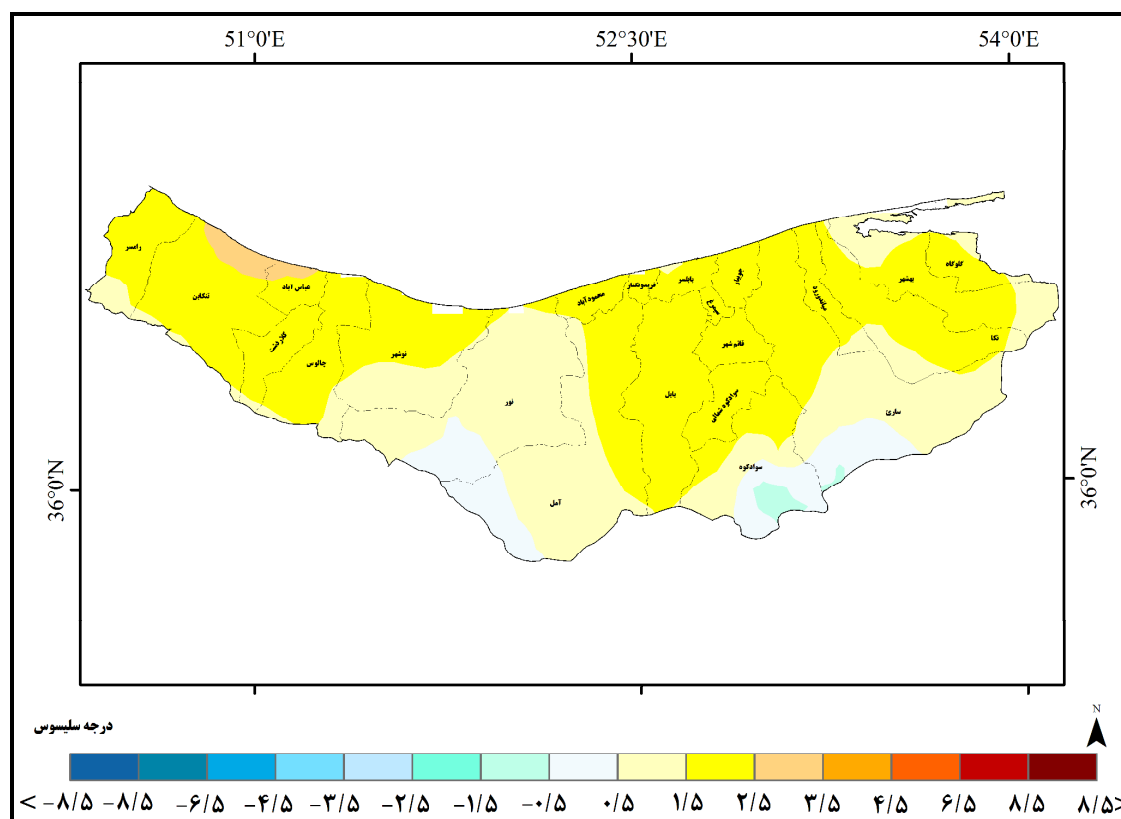 51°0'E 52°30'E 54°0'E
رامسر
تنکابن
عباس اباد
کلاردشت
چالوس
نوشهر
نور
آمل
محمود آباد
فریدونکنار
بابلسر
بابل
سیمرغ
جویبار
قائم شهر
سوادکوه شمالی
سوادکوه
میاندورود
ساری
بهشهر
گلوگاه
نکا
36°0'N 36°0'N
درجه سلیسوس
N
< -۸/۵ -۸/۵ -۶/۵ -۴/۵ -۳/۵ -۲/۵ -۱/۵ -۰/۵ ۰/۵ ۱/۵ ۲/۵ ۳/۵ ۴/۵ ۶/۵ ۸/۵ ۸/۵<